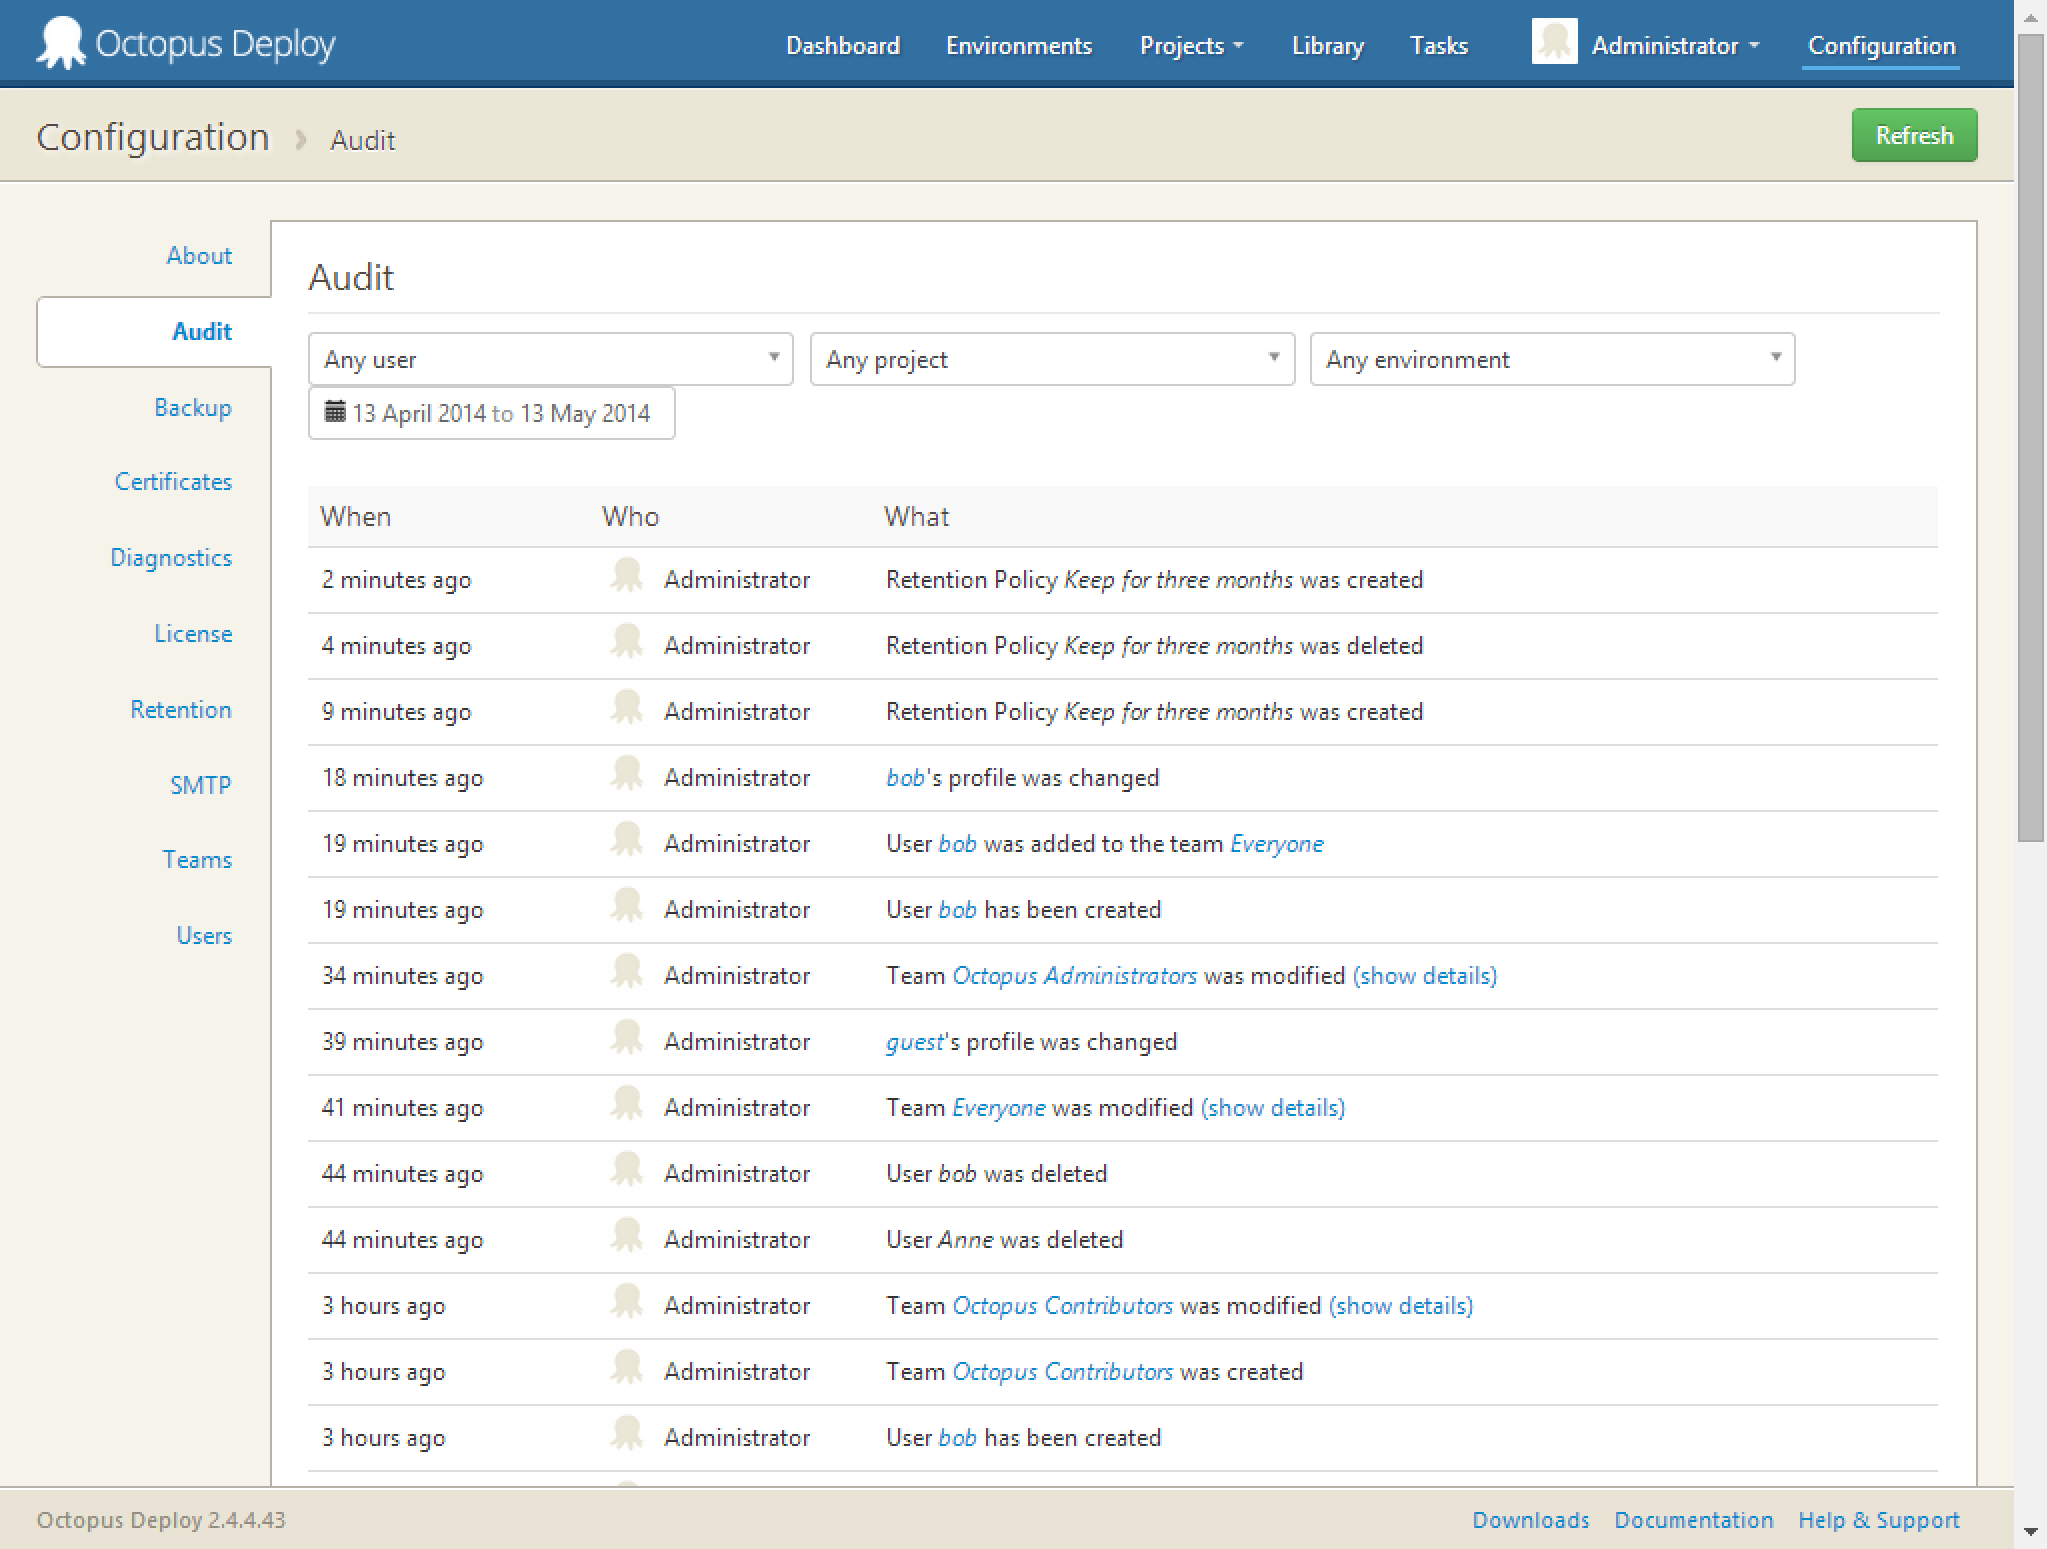 Octopus Deploy Dashboard Environments Projects Library Tasks Administrator Configuration
Configuration Audit Refresh
About
Audit
Backup
Certificates
Diagnostics
License
Retention
SMTP
Teams
Users
Audit
Any user Any project Any environment
13 April 2014 to 13 May 2014
When Who What
2 minutes ago Administrator Retention Policy Keep for three months was created
4 minutes ago Administrator Retention Policy Keep for three months was deleted
9 minutes ago Administrator Retention Policy Keep for three months was created
18 minutes ago Administrator bob's profile was changed
19 minutes ago Administrator User bob was added to the team Everyone
19 minutes ago Administrator User bob has been created
34 minutes ago Administrator Team Octopus Administrators was modified (show details)
39 minutes ago Administrator guest's profile was changed
41 minutes ago Administrator Team Everyone was modified (show details)
44 minutes ago Administrator User bob was deleted
44 minutes ago Administrator User Anne was deleted
3 hours ago Administrator Team Octopus Contributors was modified (show details)
3 hours ago Administrator Team Octopus Contributors was created
3 hours ago Administrator User bob has been created
Octopus Deploy 2.4.4.43 Downloads Documentation Help & Support